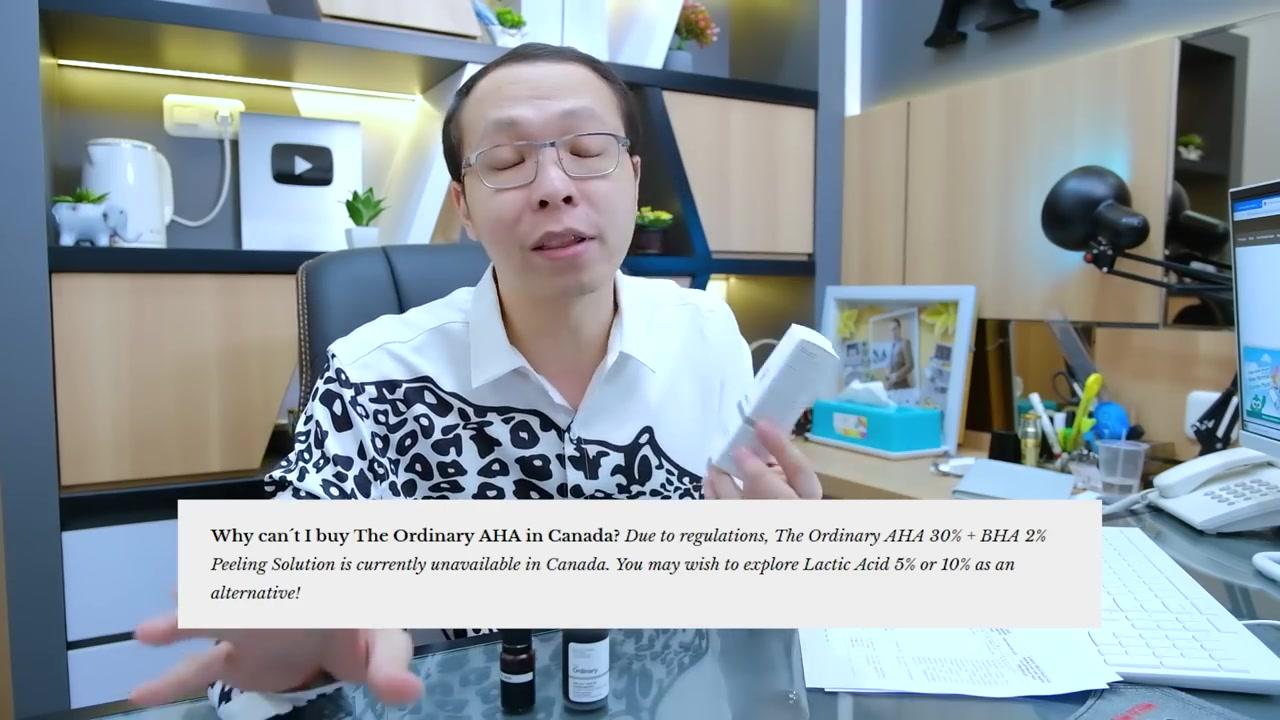 Why can´t I buy The Ordinary AHA in Canada? Due to regulations, The Ordinary AHA 30% + BHA 2%
Peeling Solution is currently unavailable in Canada. You may wish to explore Lactic Acid 5% or 10% as an
alternative!
Ordinary